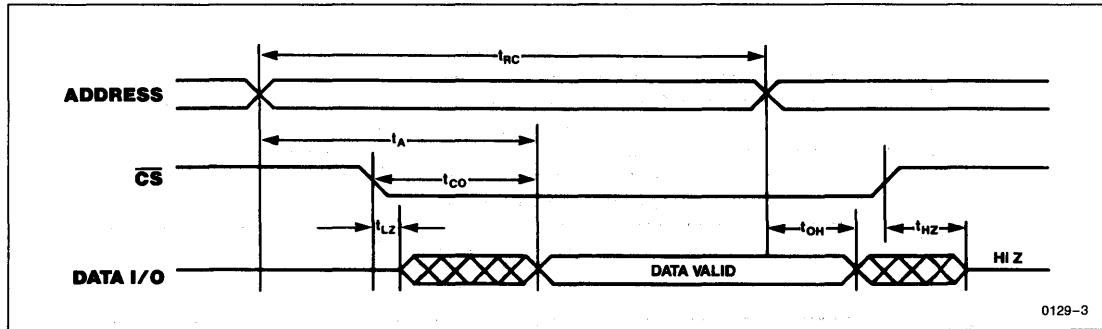 tRC
ADDRESS
tA
CS
tCO
tLZ
tOH
tHZ
DATA I/O
DATA VALID
HI Z
0129–3